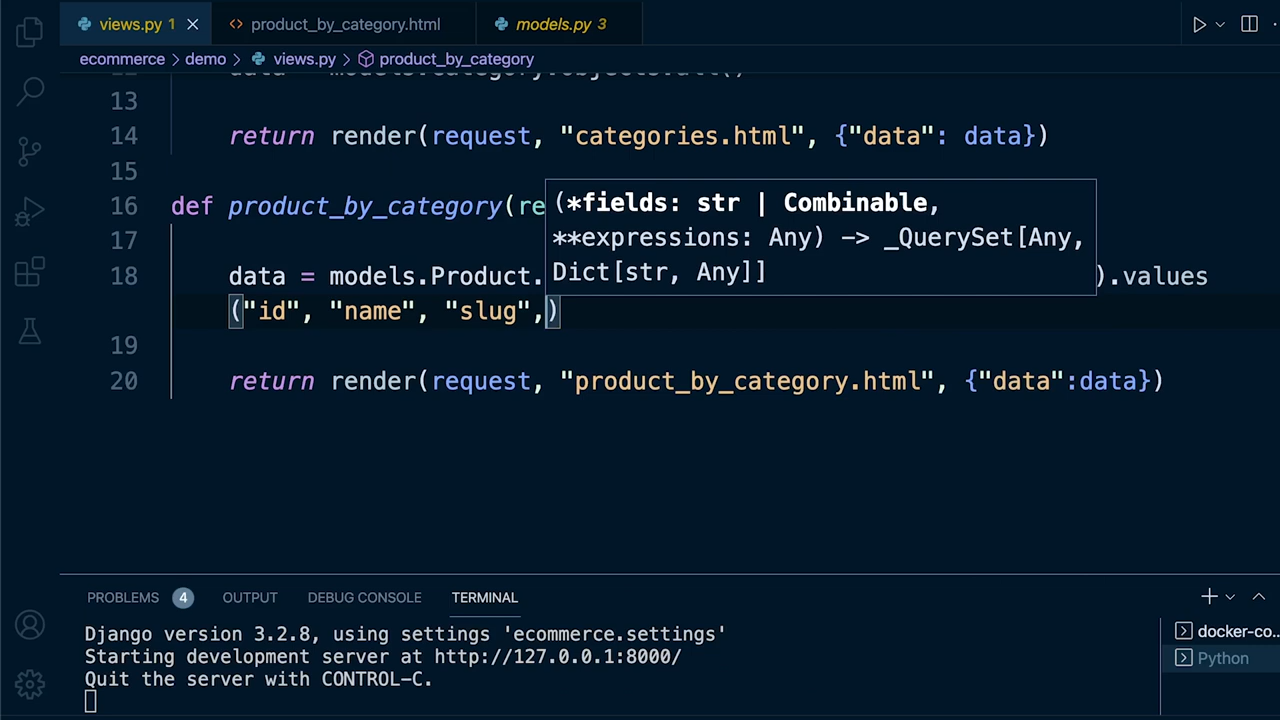 views.py 1
product_by_category.html
models.py 3
ecommerce > demo > views.py > product_by_category
13
14 return render(request, "categories.html", {"data": data})
15
16 def product_by_category(re
(*fields: str | Combinable,
**expressions: Any) -> _QuerySet[Any,
Dict[str, Any]]
17
18 data = models.Product. ).values
("id", "name", "slug",)
19
20 return render(request, "product_by_category.html", {"data":data})
PROBLEMS 4 OUTPUT DEBUG CONSOLE TERMINAL
Django version 3.2.8, using settings 'ecommerce.settings'
Starting development server at http://127.0.0.1:8000/
Quit the server with CONTROL-C.
docker-co...
Python